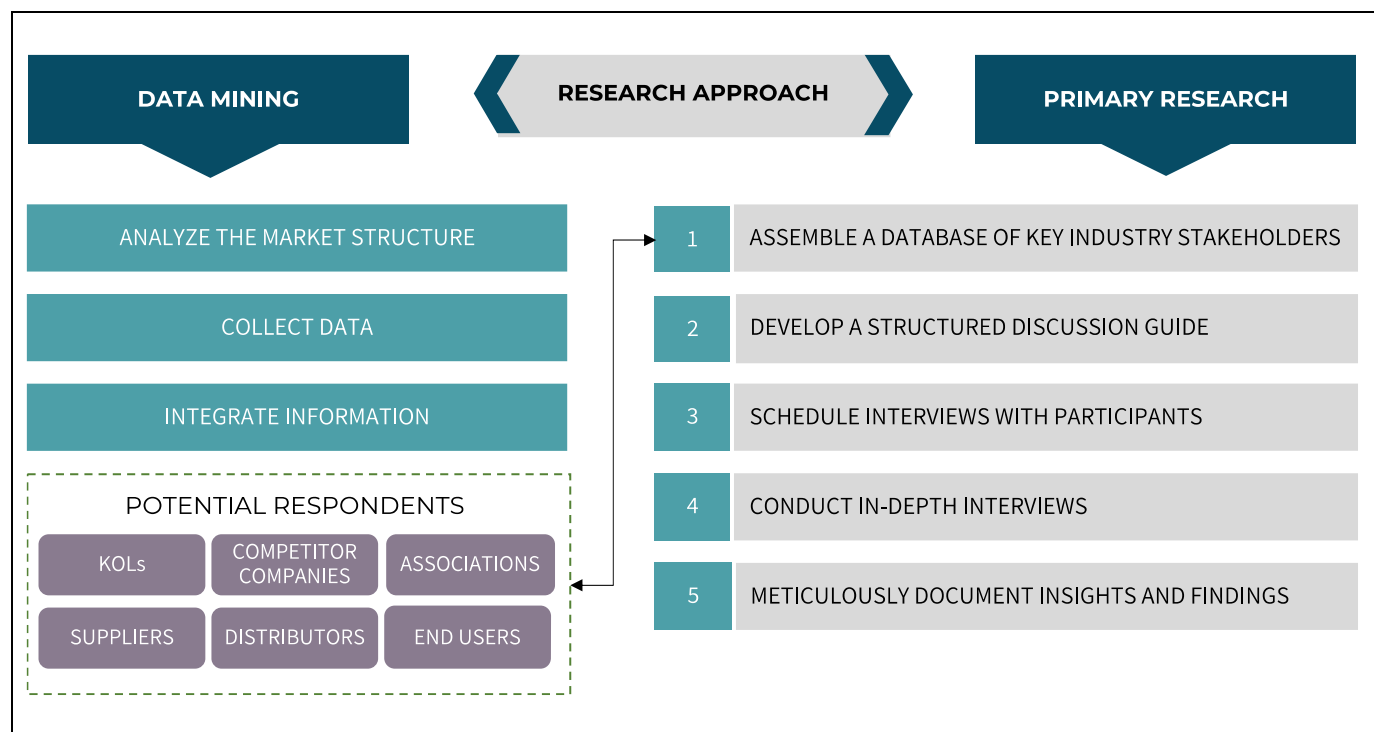 DATA MINING
RESEARCH APPROACH
PRIMARY RESEARCH
ANALYZE THE MARKET STRUCTURE
COLLECT DATA
INTEGRATE INFORMATION
POTENTIAL RESPONDENTS
KOLs
COMPETITOR
COMPANIES
ASSOCIATIONS
SUPPLIERS
DISTRIBUTORS
END USERS
1
ASSEMBLE A DATABASE OF KEY INDUSTRY STAKEHOLDERS
2
DEVELOP A STRUCTURED DISCUSSION GUIDE
3
SCHEDULE INTERVIEWS WITH PARTICIPANTS
4
CONDUCT IN-DEPTH INTERVIEWS
5
METICULOUSLY DOCUMENT INSIGHTS AND FINDINGS